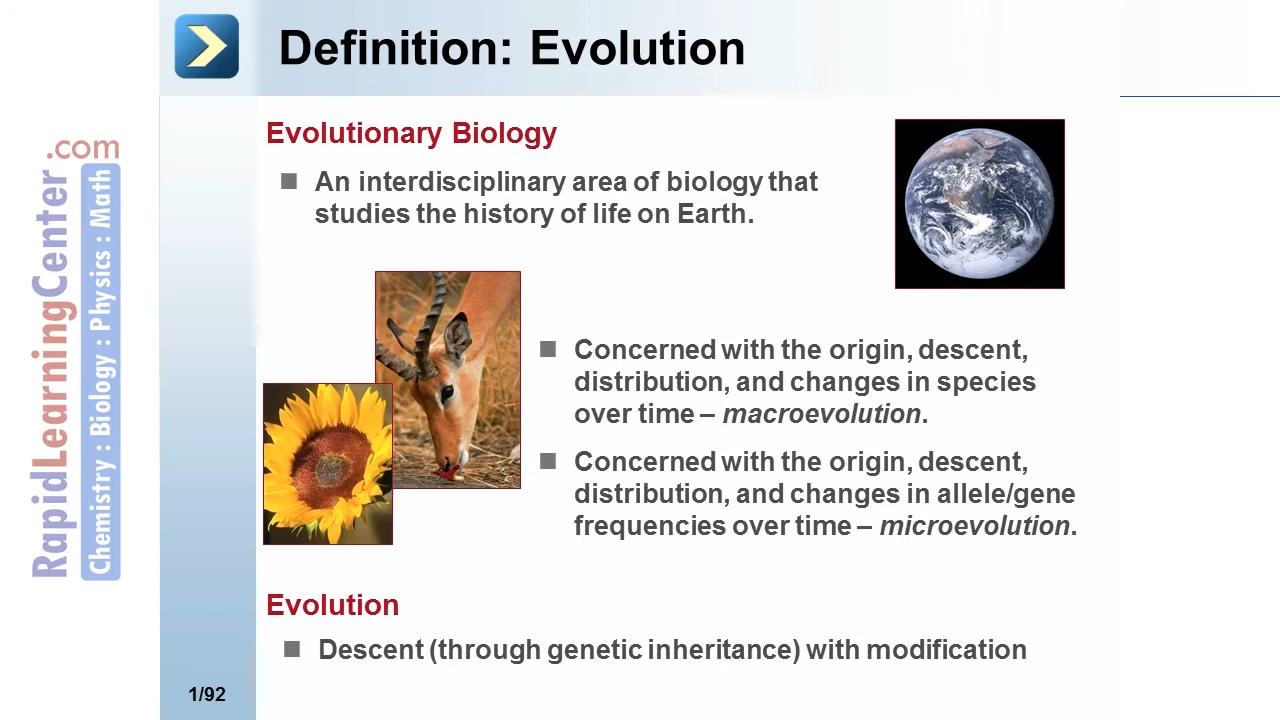 Definition: Evolution
Evolutionary Biology
An interdisciplinary area of biology that
studies the history of life on Earth.
Concerned with the origin, descent,
distribution, and changes in species
over time – macroevolution.
Concerned with the origin, descent,
distribution, and changes in allele/gene
frequencies over time – microevolution.
Evolution
Descent (through genetic inheritance) with modification
1/92
RapidLearningCenter.com
Chemistry : Biology : Physics : Math